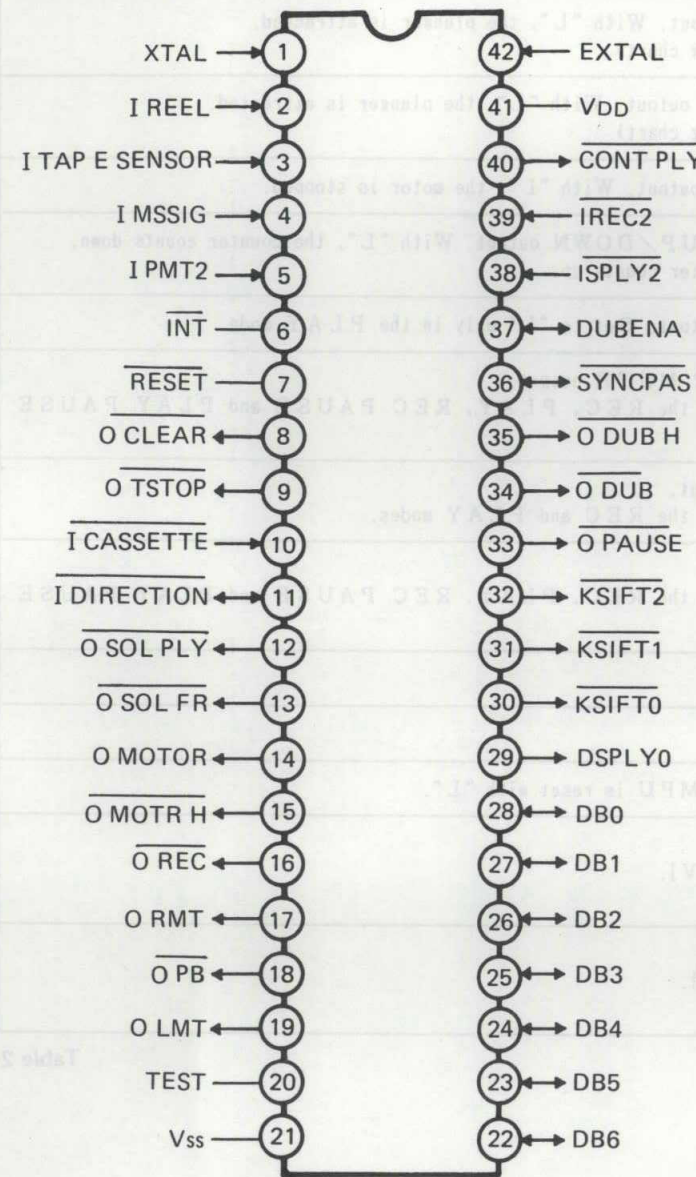 XTAL 1 42 EXTAL
I REEL 2 41 VDD
I TAP E SENSOR 3 40 CONT PLY
I MSSIG 4 39 IREC2
I PMT2 5 38 ISPLY2
INT 6 37 DUBENA
RESET 7 36 SYNCPAS
O CLEAR 8 35 O DUB H
O TSTOP 9 34 O DUB
I CASSETTE 10 33 O PAUSE
I DIRECTION 11 32 KSIFT2
O SOL PLY 12 31 KSIFT1
O SOL FR 13 30 KSIFT0
O MOTOR 14 29 DSPLY0
O MOTR H 15 28 DB0
O REC 16 27 DB1
O RMT 17 26 DB2
O PB 18 25 DB3
O LMT 19 24 DB4
TEST 20 23 DB5
Vss 21 22 DB6